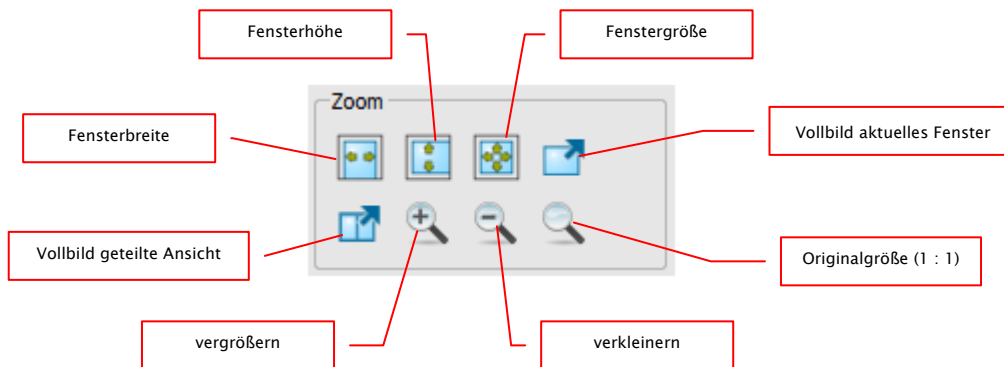 Fensterhöhe
Fenstergröße
Zoom
Fensterbreite
Vollbild aktuelles Fenster
Vollbild geteilte Ansicht
Originalgröße (1 : 1)
vergrößern
verkleinern